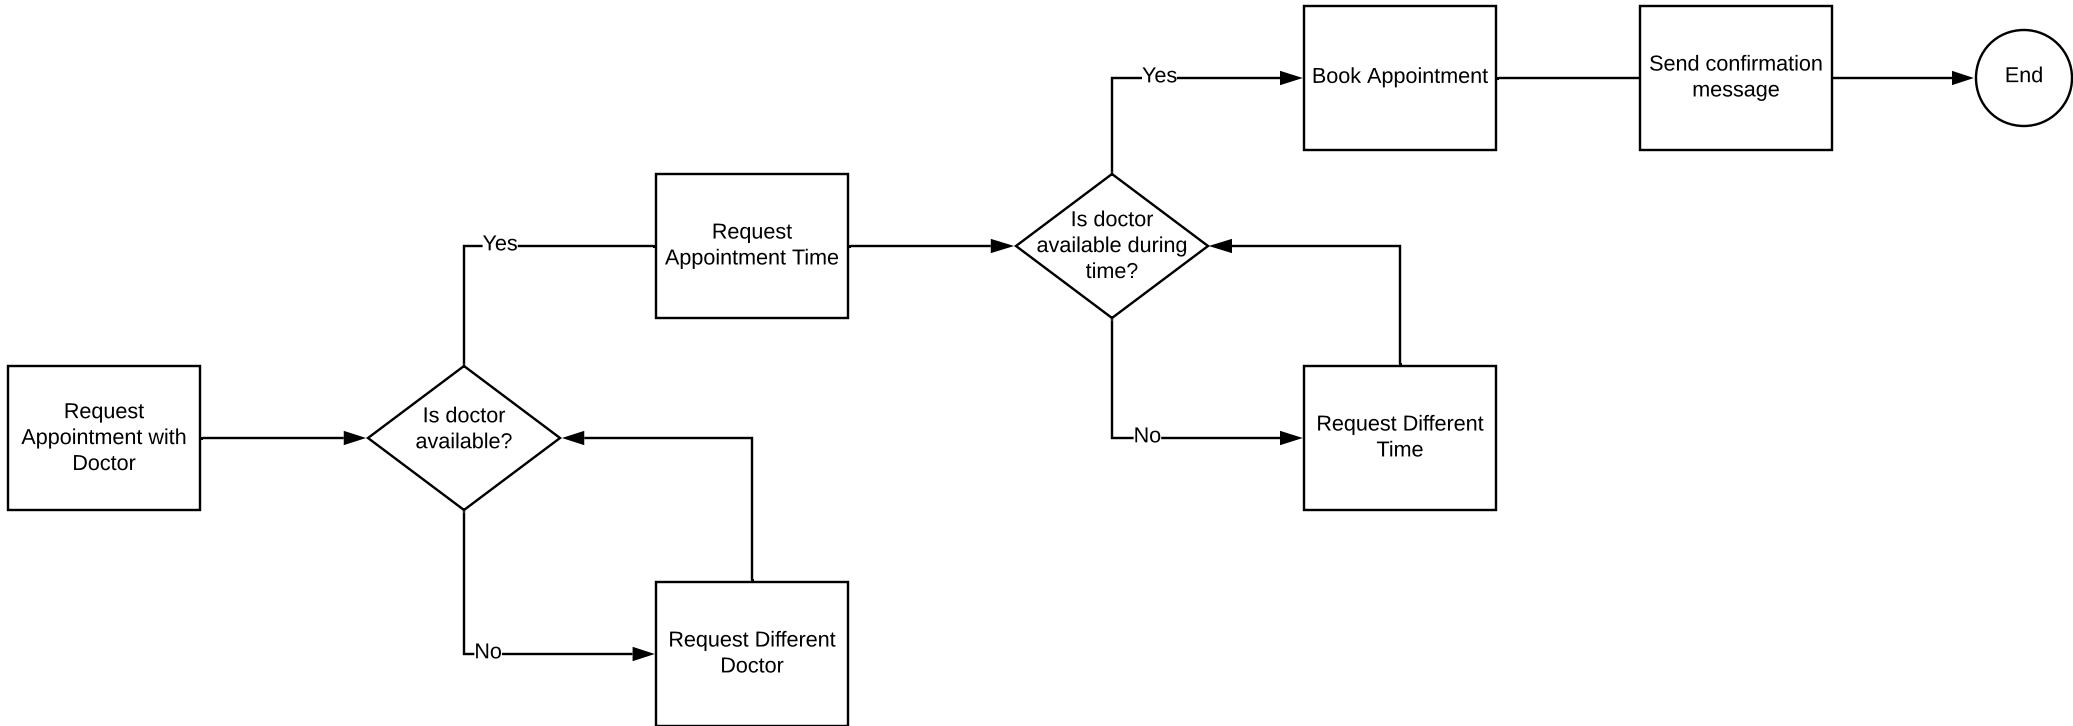 Request
Appointment with
Doctor
Is doctor
available?
Yes
No
Request
Appointment Time
Request Different
Doctor
Is doctor
available during
time?
Yes
No
Book Appointment
Request Different
Time
Send confirmation
message
End